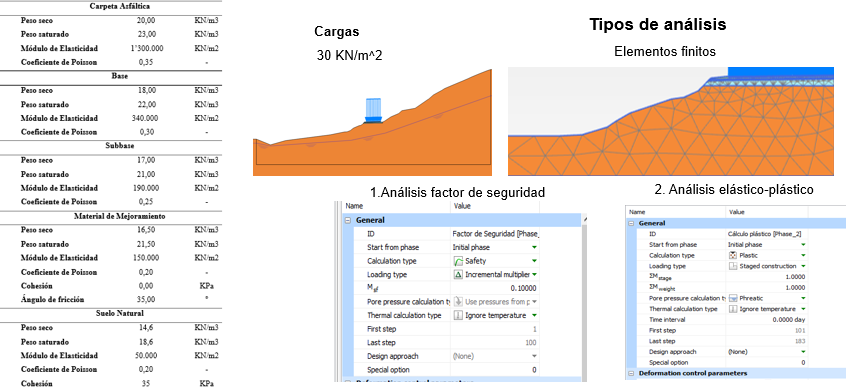 Carpeta Asfáltica
Peso seco 20,00 KN/m3
Peso saturado 23,00 KN/m3
Módulo de Elasticidad 1'500.000 KN/m2
Coeficiente de Poisson 0,35 -
Base
Peso seco 18,00 KN/m3
Peso saturado 22,00 KN/m3
Módulo de Elasticidad 340.000 KN/m2
Coeficiente de Poisson 0,30 -
Subbase
Peso seco 17,00 KN/m3
Peso saturado 21,00 KN/m3
Módulo de Elasticidad 190.000 KN/m2
Coeficiente de Poisson 0,25 -
Material de Mejoramiento
Peso seco 16,50 KN/m3
Peso saturado 21,50 KN/m3
Módulo de Elasticidad 150.000 KN/m2
Coeficiente de Poisson 0,20 -
Cohesión 0,00 KPa
Ángulo de fricción 35,00 °
Suelo Natural
Peso seco 14,6 KN/m3
Peso saturado 18,6 KN/m3
Módulo de Elasticidad 50.000 KN/m2
Coeficiente de Poisson 0,20 -
Cohesión 35 KPa
Cargas
30 KN/m^2
Tipos de análisis
Elementos finitos
1.Análisis factor de seguridad
Name Value
General
ID Factor de Seguridad [Phase_
Start from phase Initial phase
Calculation type Safety
Loading type Incremental multiplier
Msf 0.10000
Pore pressure calculation ty Use pressures from p
Thermal calculation type Ignore temperature
First step 1
Last step 100
Design approach (None)
Special option 0
Deformation control parameters
2. Análisis elástico-plástico
Name Value
General
ID Cálculo plástico [Phase_2]
Start from phase Initial phase
Calculation type Plastic
Loading type Staged construction
ΣMstage 1.0000
ΣMweight 1.0000
Pore pressure calculation ty Phreatic
Thermal calculation type Ignore temperature
Time interval 0.0000 day
First step 101
Last step 183
Design approach (None)
Special option 0
Deformation control parameters